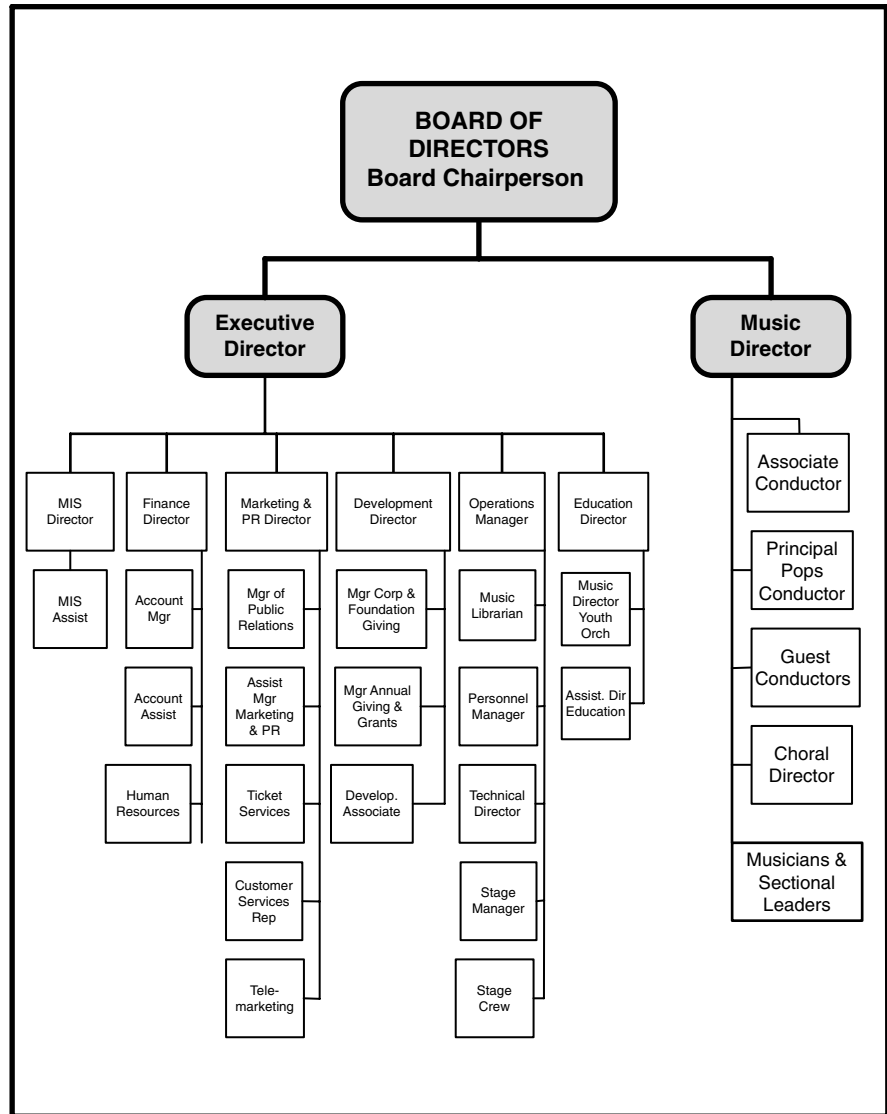 BOARD OF
DIRECTORS
Board Chairperson
Executive
Director
Music
Director
MIS
Director
Finance
Director
Marketing &
PR Director
Development
Director
Operations
Manager
Education
Director
MIS
Assist
Account
Mgr
Account
Assist
Human
Resources
Mgr of
Public
Relations
Assist
Mgr
Marketing
& PR
Ticket
Services
Customer
Services
Rep
Tele-
marketing
Mgr Corp &
Foundation
Giving
Mgr Annual
Giving &
Grants
Develop.
Associate
Music
Librarian
Personnel
Manager
Technical
Director
Stage
Manager
Stage
Crew
Music
Director
Youth
Orch
Assist. Dir
Education
Associate
Conductor
Principal
Pops
Conductor
Guest
Conductors
Choral
Director
Musicians &
Sectional
Leaders